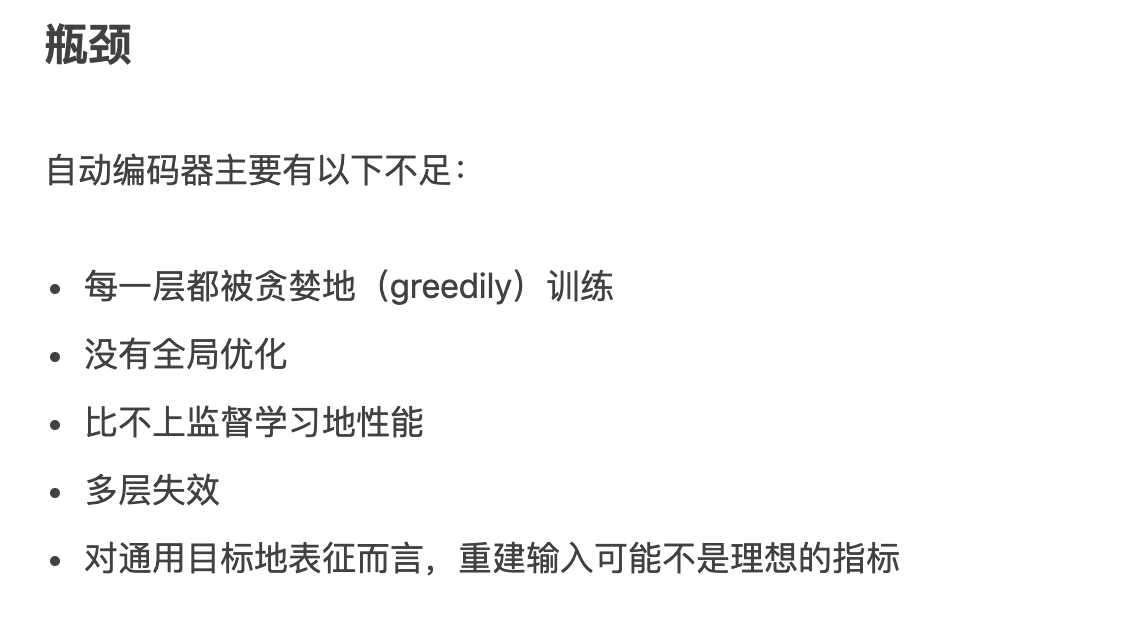 瓶颈
自动编码器主要有以下不足：
• 每一层都被贪婪地（greedily）训练
• 没有全局优化
• 比不上监督学习地性能
• 多层失效
• 对通用目标地表征而言，重建输入可能不是理想的指标